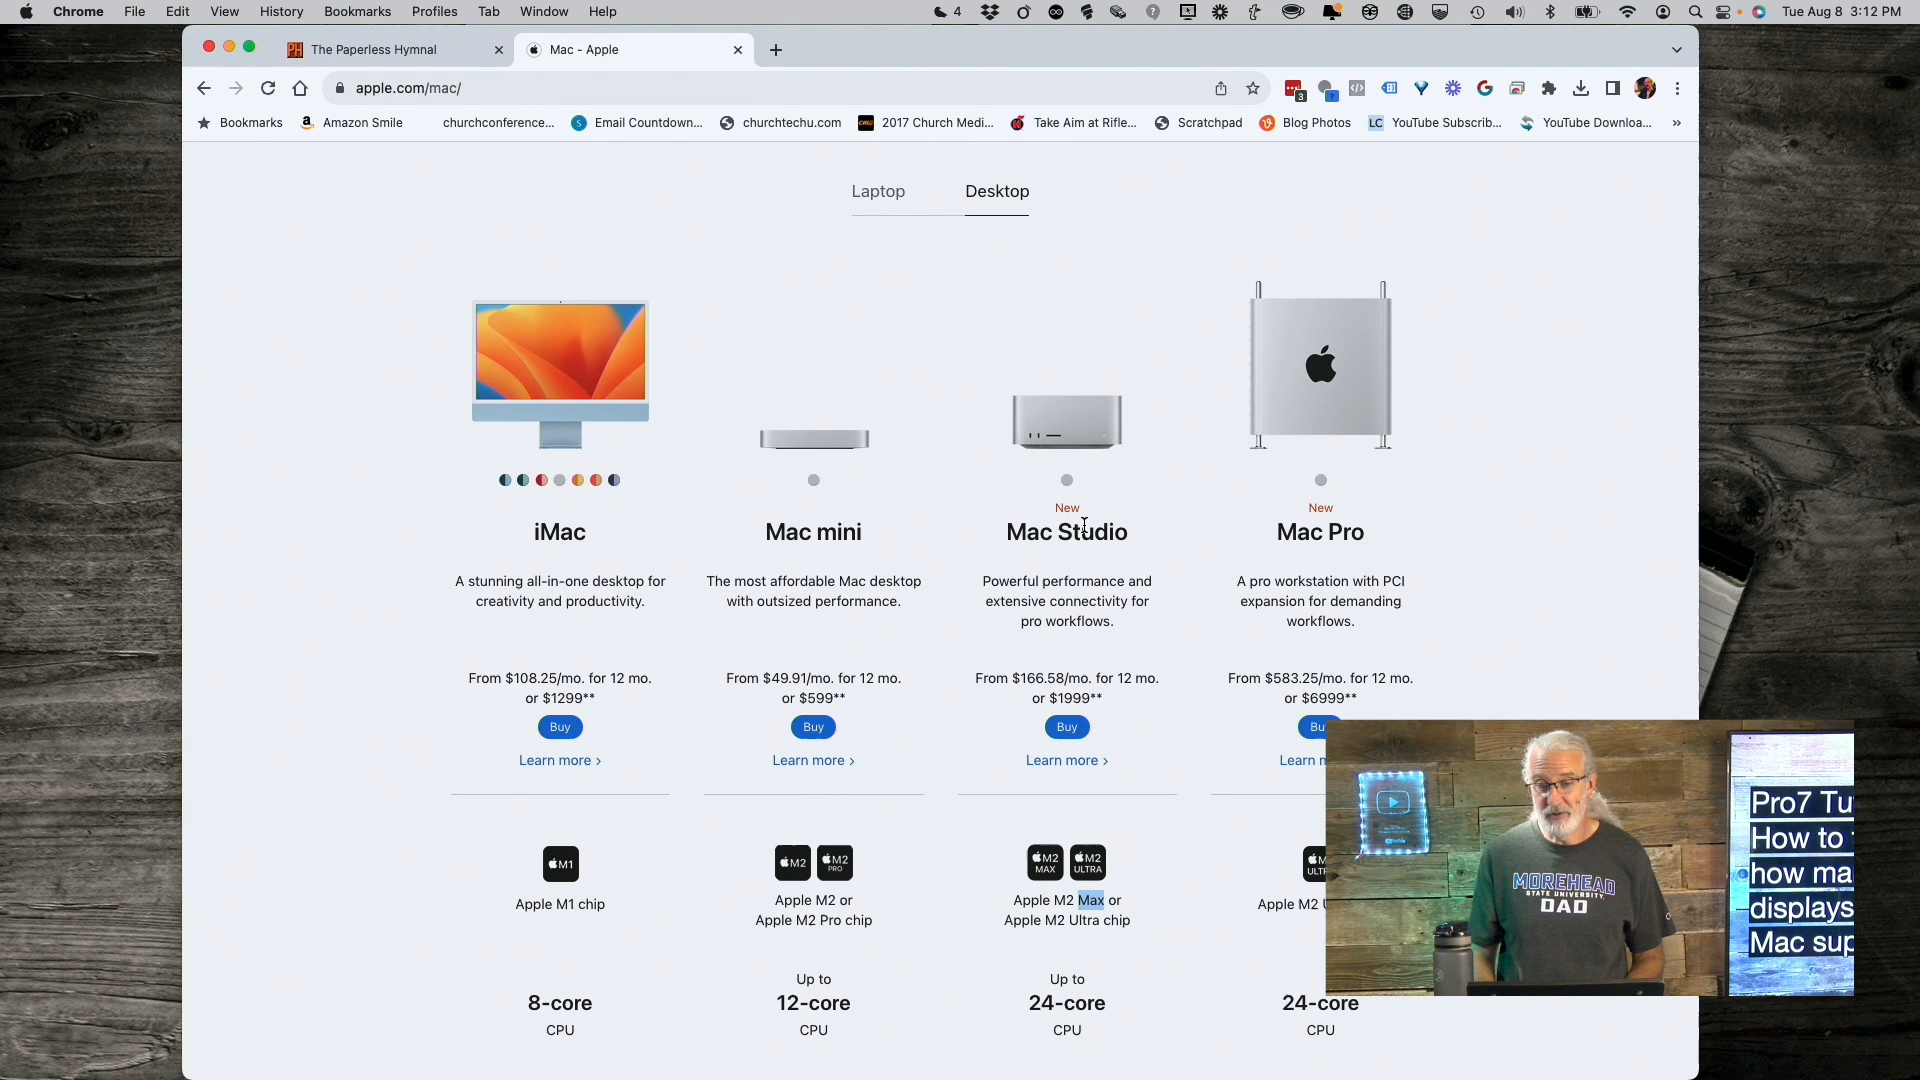 Chrome File Edit View History Bookmarks Profiles Tab Window Help 4 Tue Aug 8 3:12 PM
The Paperless Hymnal Mac - Apple
apple.com/mac/
Bookmarks Amazon Smile churchconference... Email Countdown... churchtechu.com 2017 Church Medi... Take Aim at Rifle... Scratchpad Blog Photos LC YouTube Subscrib... YouTube Downloa... »
Laptop Desktop
New New
iMac Mac mini Mac Studio Mac Pro
A stunning all-in-one desktop for The most affordable Mac desktop Powerful performance and A pro workstation with PCI
creativity and productivity. with outsized performance. extensive connectivity for expansion for demanding
pro workflows. workflows.
From $108.25/mo. for 12 mo. From $49.91/mo. for 12 mo. From $166.58/mo. for 12 mo. From $583.25/mo. for 12 mo.
or $1299** or $599** or $1999** or $6999**
Buy Buy Buy Bu
Learn more > Learn more > Learn more > Learn
M1 M2 M2 PRO M2 MAX M2 ULTRA
Apple M1 chip Apple M2 or Apple M2 Max or Apple M2
Apple M2 Pro chip Apple M2 Ultra chip
Up to Up to
8-core 12-core 24-core 24-core
CPU CPU CPU CPU
Pro7 Tu
How to
how ma
displays
Mac sup
MOREHEAD
STATE UNIVERSITY
DAD